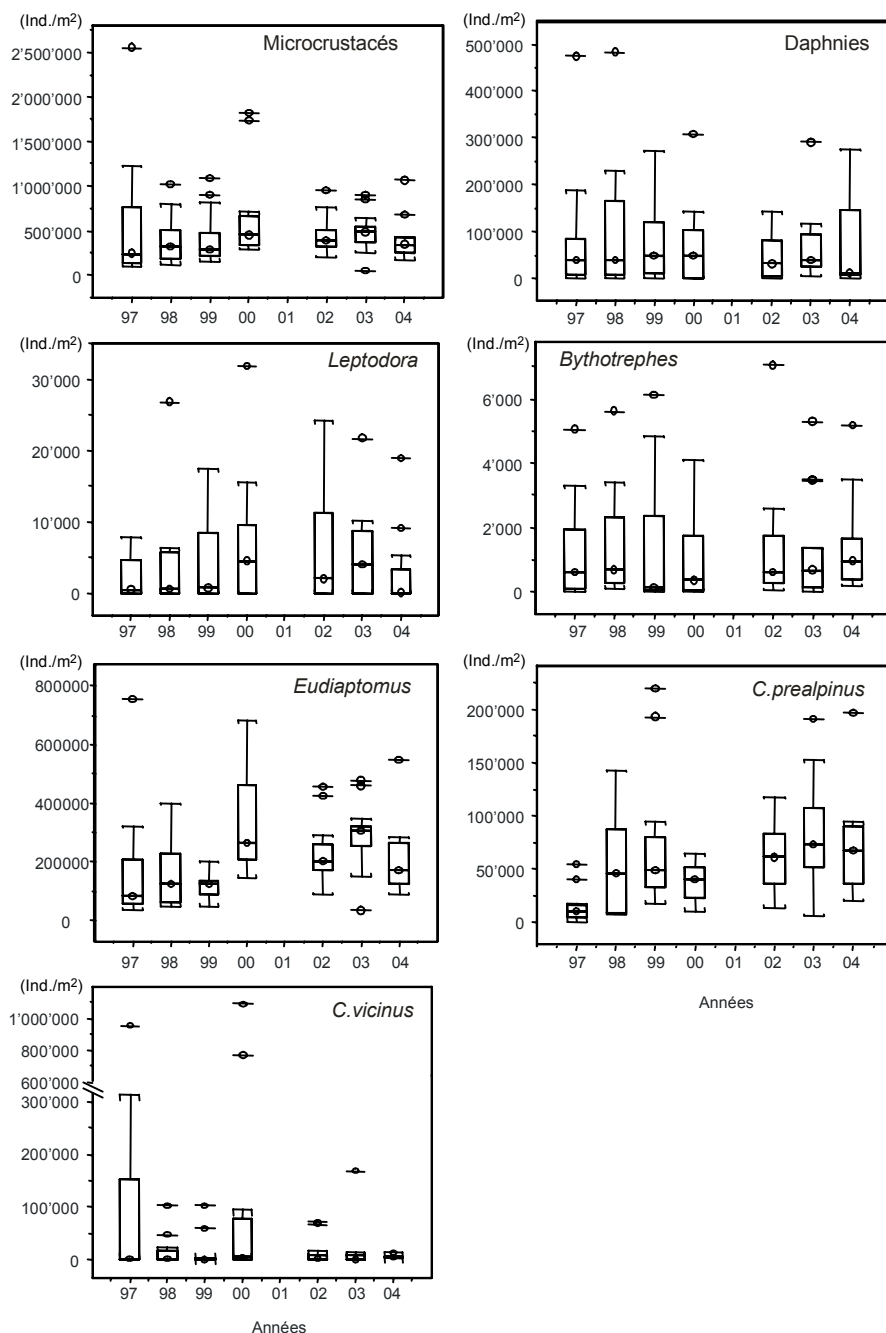 (Ind./m²)
Microcrustacés
2'500'000
2'000'000
1'500'000
1'000'000
500'000
0
97 98 99 00 01 02 03 04
(Ind./m²)
Daphnies
500'000
400'000
300'000
200'000
100'000
0
97 98 99 00 01 02 03 04
(Ind./m²)
Leptodora
30'000
20'000
10'000
0
97 98 99 00 01 02 03 04
(Ind./m²)
Bythotrephes
6'000
4'000
2'000
0
97 98 99 00 01 02 03 04
(Ind./m²)
Eudiaptomus
800000
600000
400000
200000
0
97 98 99 00 01 02 03 04
(Ind./m²)
C.prealpinus
200'000
150'000
100'000
50'000
0
97 98 99 00 01 02 03 04
Années
(Ind./m²)
C.vicinus
1'000'000
800'000
600'000
300'000
200'000
100'000
0
97 98 99 00 01 02 03 04
Années